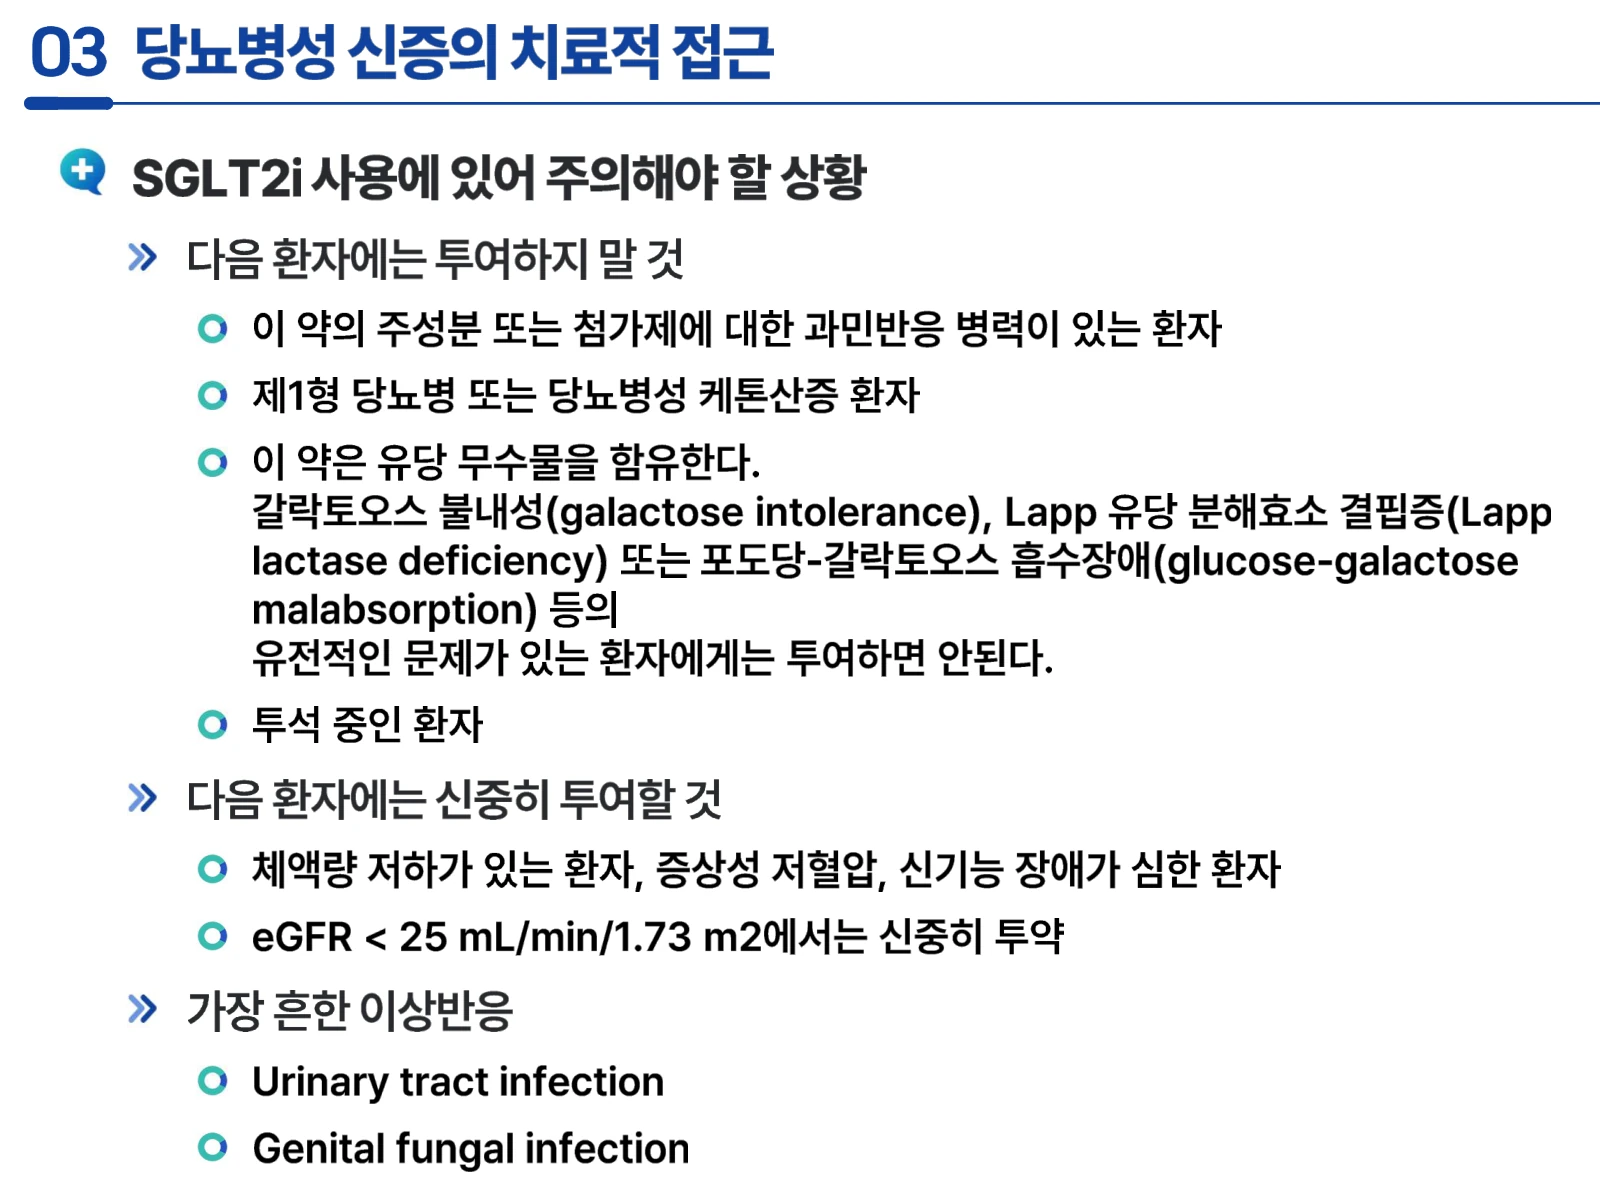 03 당뇨병성 신증의 치료적 접근
SGLT2i 사용에 있어 주의해야 할 상황
다음 환자에는 투여하지 말 것
이 약의 주성분 또는 첨가제에 대한 과민반응 병력이 있는 환자
제1형 당뇨병 또는 당뇨병성 케톤산증 환자
이 약은 유당 무수물을 함유한다.
갈락토오스 불내성(galactose intolerance), Lapp 유당 분해효소 결핍증(Lapp
lactase deficiency) 또는 포도당-갈락토오스 흡수장애(glucose-galactose
malabsorption) 등의
유전적인 문제가 있는 환자에게는 투여하면 안된다.
투석 중인 환자
다음 환자에는 신중히 투여할 것
체액량 저하가 있는 환자, 증상성 저혈압, 신기능 장애가 심한 환자
eGFR < 25 mL/min/1.73 m2에서는 신중히 투약
가장 흔한 이상반응
Urinary tract infection
Genital fungal infection